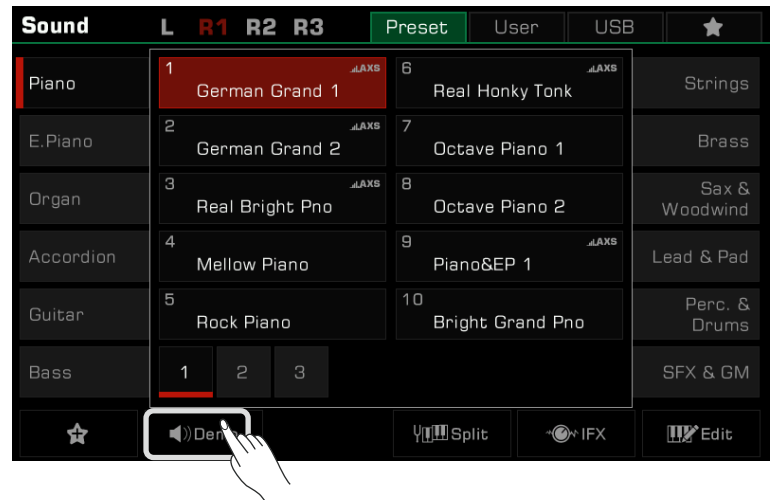 Sound L R1 R2 R3 Preset User USB
Piano
E.Piano
Organ
Accordion
Guitar
Bass
1 AXS
German Grand 1
2 AXS
German Grand 2
3 AXS
Real Bright Pno
4
Mellow Piano
5
Rock Piano
6 AXS
Real Honky Tonk
7
Octave Piano 1
8
Octave Piano 2
9 AXS
Piano&EP 1
10
Bright Grand Pno
1 2 3
Strings
Brass
Sax &
Woodwind
Lead & Pad
Perc. &
Drums
SFX & GM
Split IFX Edit